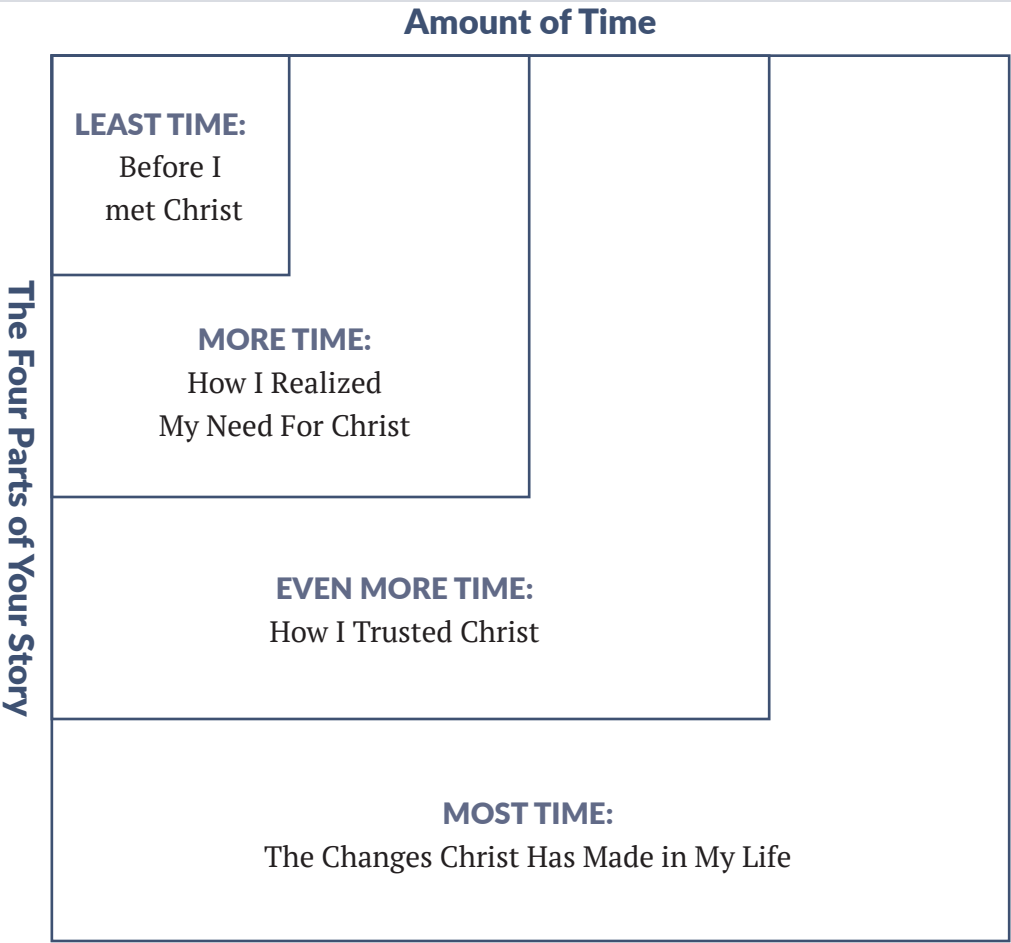 Amount of Time
The Four Parts of Your Story
LEAST TIME:
Before I
met Christ
MORE TIME:
How I Realized
My Need For Christ
EVEN MORE TIME:
How I Trusted Christ
MOST TIME:
The Changes Christ Has Made in My Life